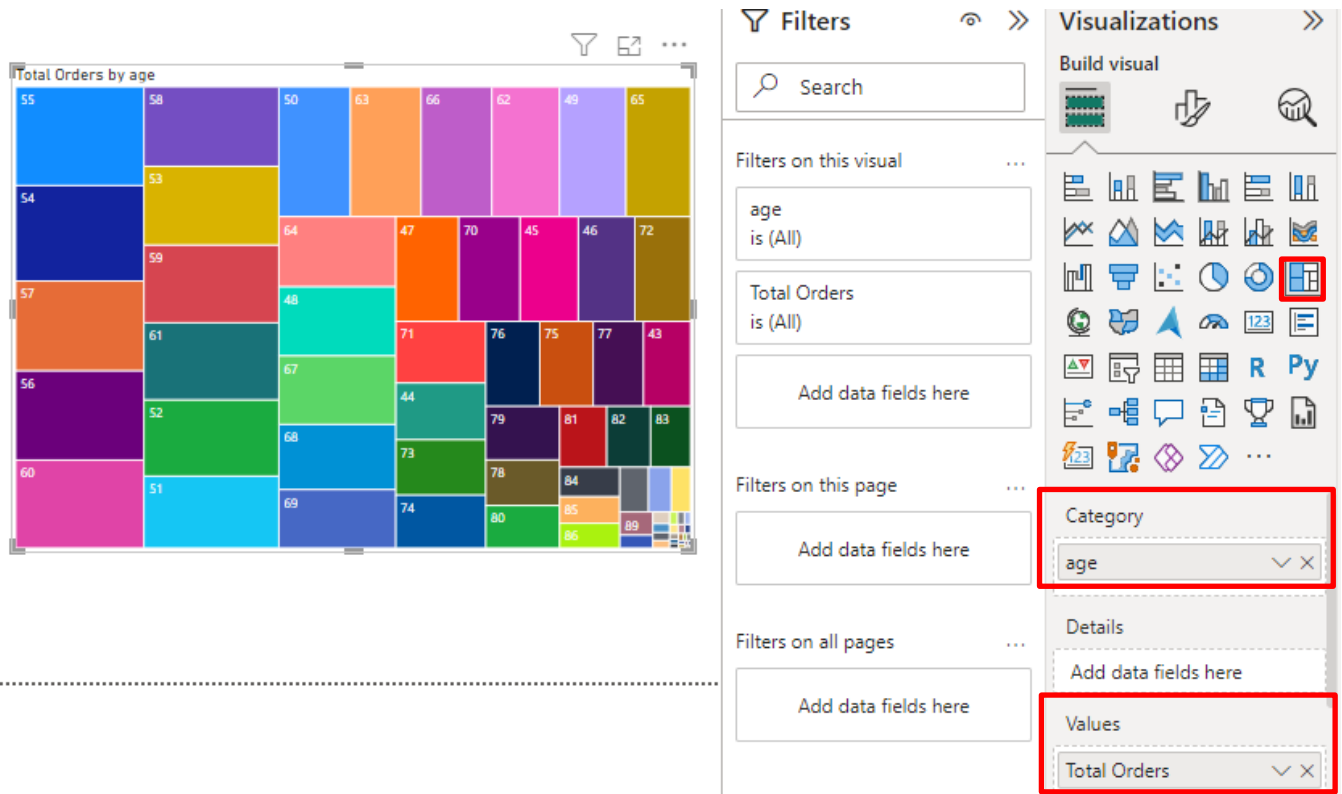 Total Orders by age
55
58
50
63
66
62
49
65
54
53
64
47
70
45
46
72
57
59
48
71
76
75
77
43
56
61
67
44
79
81
82
83
60
52
68
73
78
84
51
69
74
80
85
86
89
Filters
Search
Filters on this visual
...
age
is (All)
Total Orders
is (All)
Add data fields here
Filters on this page
...
Add data fields here
Filters on all pages
...
Add data fields here
Visualizations
Build visual
123
R
Py
123
...
Category
age
Details
Add data fields here
Values
Total Orders